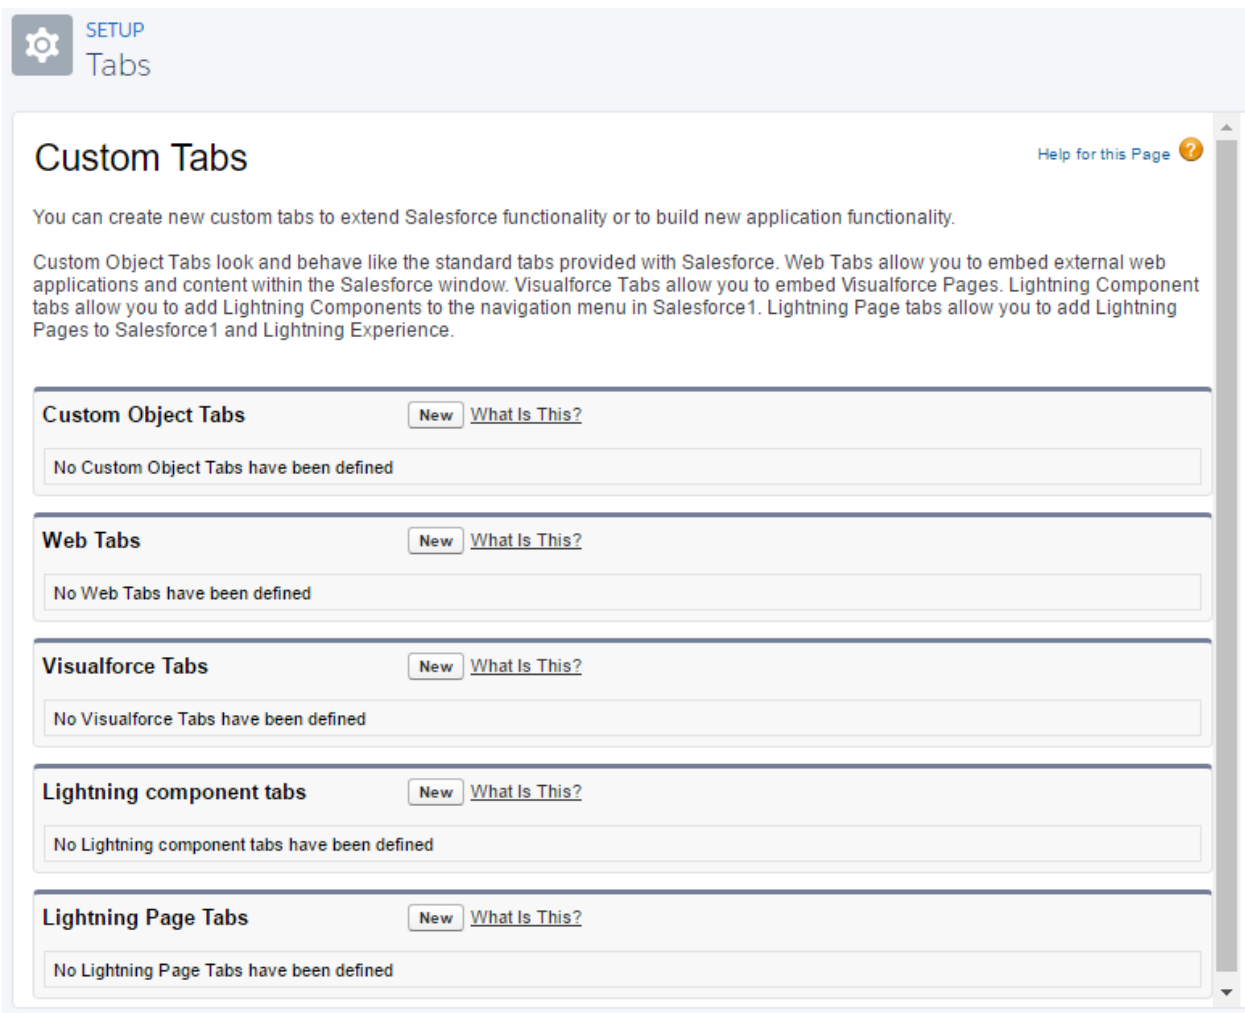 SETUP
Tabs
Custom Tabs
Help for this Page ?
You can create new custom tabs to extend Salesforce functionality or to build new application functionality.
Custom Object Tabs look and behave like the standard tabs provided with Salesforce. Web Tabs allow you to embed external web
applications and content within the Salesforce window. Visualforce Tabs allow you to embed Visualforce Pages. Lightning Component
tabs allow you to add Lightning Components to the navigation menu in Salesforce1. Lightning Page tabs allow you to add Lightning
Pages to Salesforce1 and Lightning Experience.
Custom Object Tabs New What Is This?
No Custom Object Tabs have been defined
Web Tabs New What Is This?
No Web Tabs have been defined
Visualforce Tabs New What Is This?
No Visualforce Tabs have been defined
Lightning component tabs New What Is This?
No Lightning component tabs have been defined
Lightning Page Tabs New What Is This?
No Lightning Page Tabs have been defined